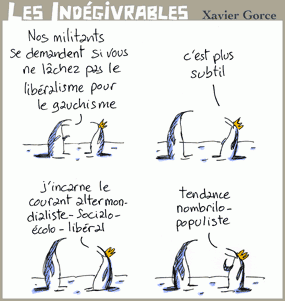 LES INDÉGIVRABLES
Xavier Gorce
Nos militants
se demandent si vous
ne lâchez pas le
libéralisme pour
le gauchisme
c'est plus
subtil
j'incarne le
courant altermon-
dialiste-socialo-
écolo-libéral
tendance
nombrilo-
populiste